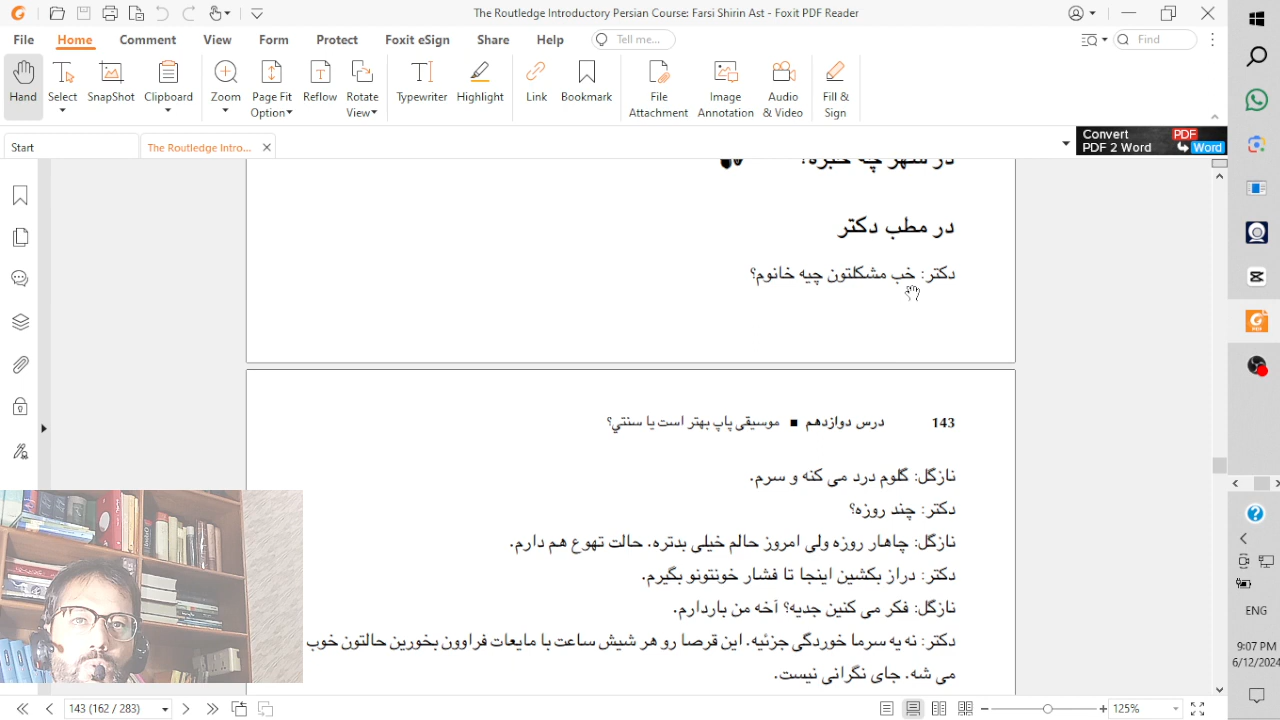 The Routledge Introductory Persian Course: Farsi Shirin Ast - Foxit PDF Reader
File Home Comment View Form Protect Foxit eSign Share Help Tell me... Find
Hand Select SnapShot Clipboard Zoom Page Fit Option Reflow Rotate View Typewriter Highlight Link Bookmark File Attachment Image Annotation Audio & Video Fill & Sign
Start The Routledge Intro...
Convert PDF 2 Word PDF Word
در شهر چه خبره؟
در مطب دکتر
دکتر: خب مشکلتون چیه خانوم؟
143 درس دوازدهم ■ موسیقی پاپ بهتر است یا سنتي؟
نازگل: گلوم درد می کنه و سرم.
دکتر: چند روزه؟
نازگل: چاهار روزه ولی امروز حالم خیلی بدتره. حالت تهوع هم دارم.
دکتر: دراز بکشین اینجا تا فشار خونتونو بگیرم.
نازگل: فکر می کنین جدیه؟ آخه من باردارم.
دکتر: نه یه سرما خوردگی جزئیه. این قرصا رو هر شیش ساعت با مایعات فراوون بخورین حالتون خوب
می شه. جای نگرانی نیست.
143 (162 / 283) 125%
ENG
9:07 PM
6/12/2024